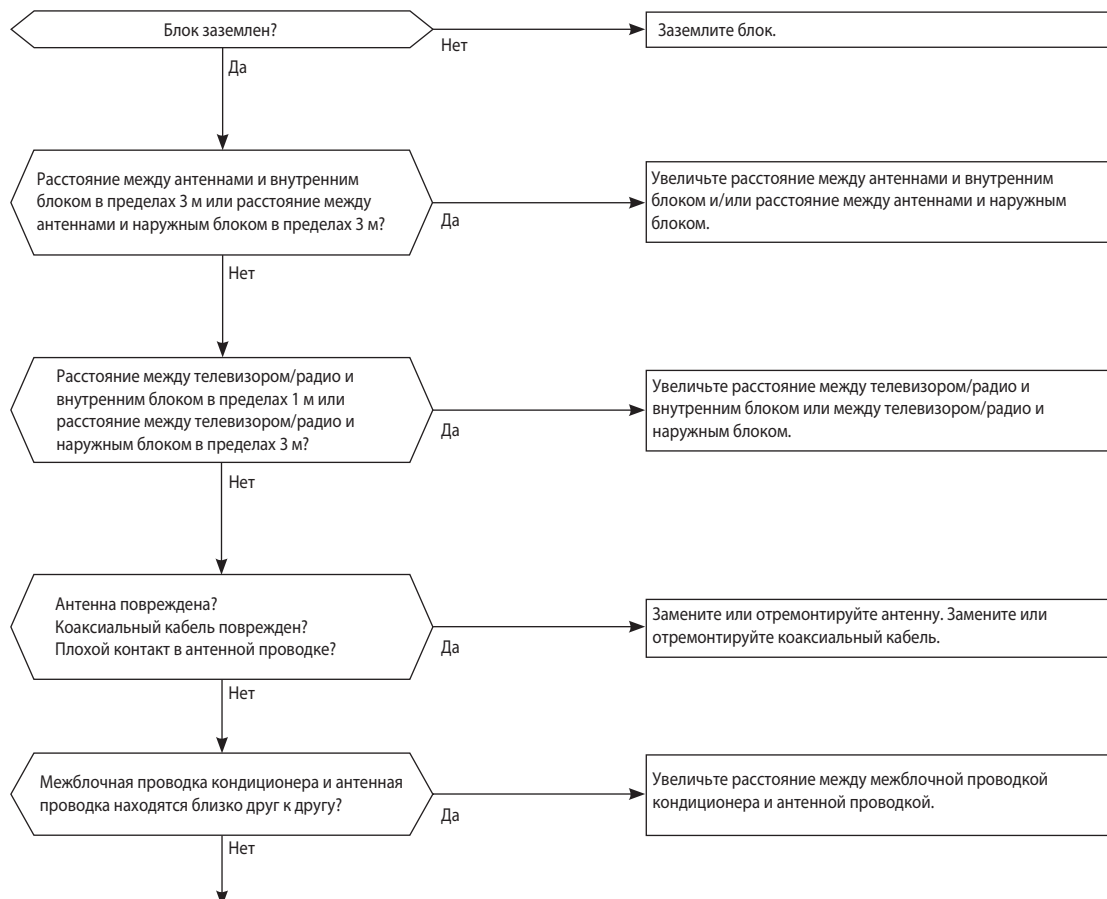 Блок заземлен?
Нет
Заземлите блок.
Да
Расстояние между антеннами и внутренним
блоком в пределах 3 м или расстояние между
антеннами и наружным блоком в пределах 3 м?
Да
Увеличьте расстояние между антеннами и внутренним
блоком и/или расстояние между антеннами и наружным
блоком.
Нет
Расстояние между телевизором/радио и
внутренним блоком в пределах 1 м или
расстояние между телевизором/радио и
наружным блоком в пределах 3 м?
Да
Увеличьте расстояние между телевизором/радио и
внутренним блоком или между телевизором/радио и
наружным блоком.
Нет
Антенна повреждена?
Коаксиальный кабель поврежден?
Плохой контакт в антенной проводке?
Да
Замените или отремонтируйте антенну. Замените или
отремонтируйте коаксиальный кабель.
Нет
Межблочная проводка кондиционера и антенная
проводка находятся близко друг к другу?
Да
Увеличьте расстояние между межблочной проводкой
кондиционера и антенной проводкой.
Нет